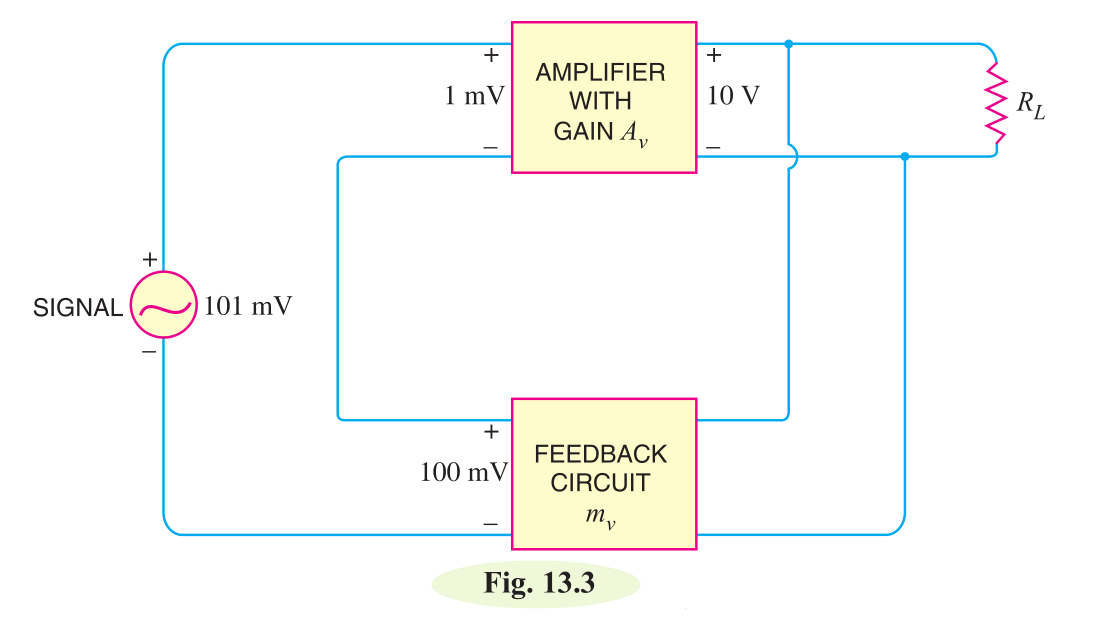 +
+
AMPLIFIER
WITH
GAIN A_v
1 mV
10 V
R_L
–
–
+
SIGNAL
101 mV
–
+
FEEDBACK
CIRCUIT
m_v
100 mV
–
Fig. 13.3